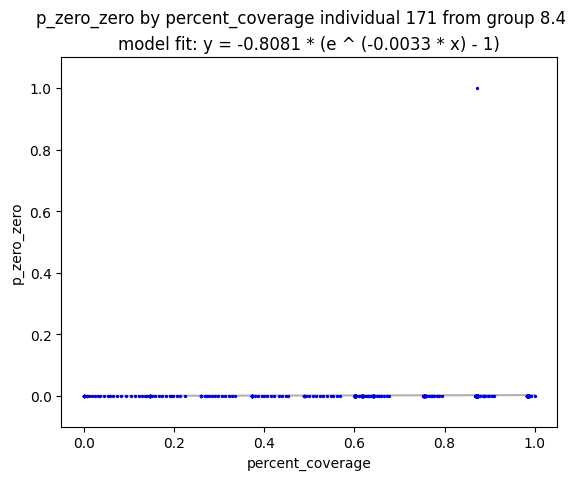 p_zero_zero by percent_coverage individual 171 from group 8.4
model fit: y = -0.8081 * (e ^ (-0.0033 * x) - 1)
1.0
0.8
0.6
0.4
0.2
0.0
p_zero_zero
0.0 0.2 0.4 0.6 0.8 1.0
percent_coverage